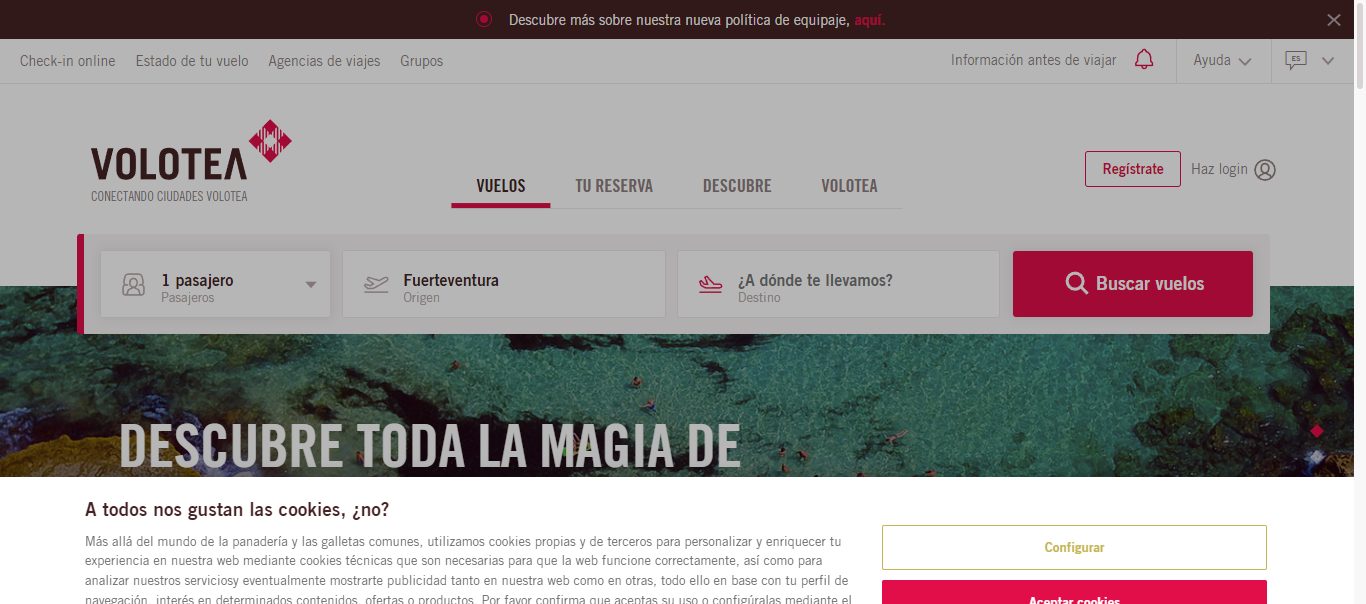 Descubre más sobre nuestra nueva política de equipaje, aquí.
Check-in online Estado de tu vuelo Agencias de viajes Grupos Información antes de viajar Ayuda ES
VOLOTEA
CONECTANDO CIUDADES VOLOTEA
VUELOS TU RESERVA DESCUBRE VOLOTEA
Regístrate Haz login
1 pasajero
Pasajeros
Fuerteventura
Origen
¿A dónde te llevamos?
Destino
Buscar vuelos
DESCUBRE TODA LA MAGIA DE
A todos nos gustan las cookies, ¿no?
Más allá del mundo de la panadería y las galletas comunes, utilizamos cookies propias y de terceros para personalizar y enriquecer tu
experiencia en nuestra web mediante cookies técnicas que son necesarias para que la web funcione correctamente, así como para
analizar nuestros serviciosy eventualmente mostrarte publicidad tanto en nuestra web como en otras, todo ello en base con tu perfil de
navegación, interés en determinados contenidos, ofertas o productos. Por favor confirma que aceptas su uso o configúralas mediante el
Configurar
Aceptar cookies